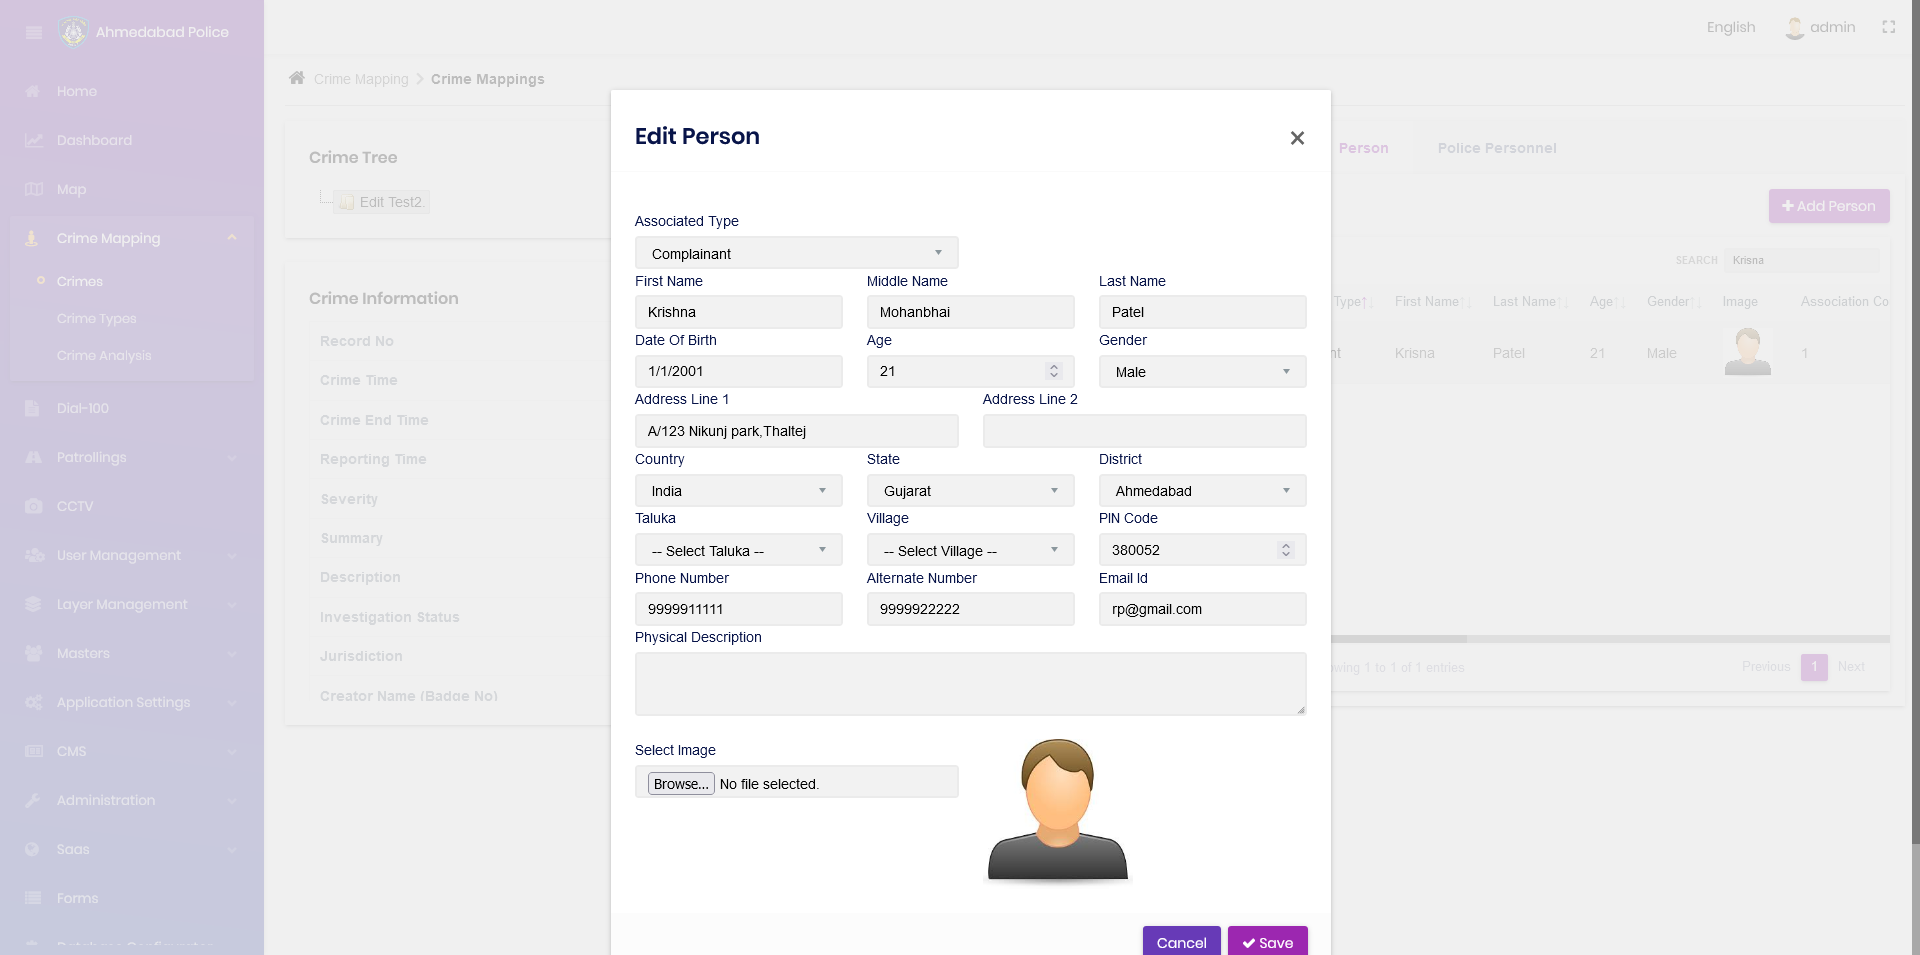 Ahmedabad Police
English
admin
Home
Dashboard
Map
Crime Mapping
Crimes
Crime Types
Crime Analysis
Dial-100
Patrollings
CCTV
User Management
Layer Management
Masters
Application Settings
CMS
Administration
Saas
Forms
Crime Mapping > Crime Mappings
Crime Tree
Edit Test2.
Crime Information
Record No
Crime Time
Crime End Time
Reporting Time
Severity
Summary
Description
Investigation Status
Jurisdiction
Creator Name (Badge No)
Edit Person
×
Associated Type
Complainant
First Name Middle Name Last Name
Krishna Mohanbhai Patel
Date Of Birth Age Gender
1/1/2001 21 Male
Address Line 1 Address Line 2
A/123 Nikunj park,Thaltej
Country State District
India Gujarat Ahmedabad
Taluka Village PIN Code
-- Select Taluka -- -- Select Village -- 380052
Phone Number Alternate Number Email Id
9999911111 9999922222 rp@gmail.com
Physical Description
Select Image
Browse... No file selected.
Cancel Save
Person Police Personnel
+ Add Person
SEARCH Krisna
Type First Name Last Name Age Gender Image Association Co
nt Krisna Patel 21 Male 1
wing 1 to 1 of 1 entries
Previous 1 Next